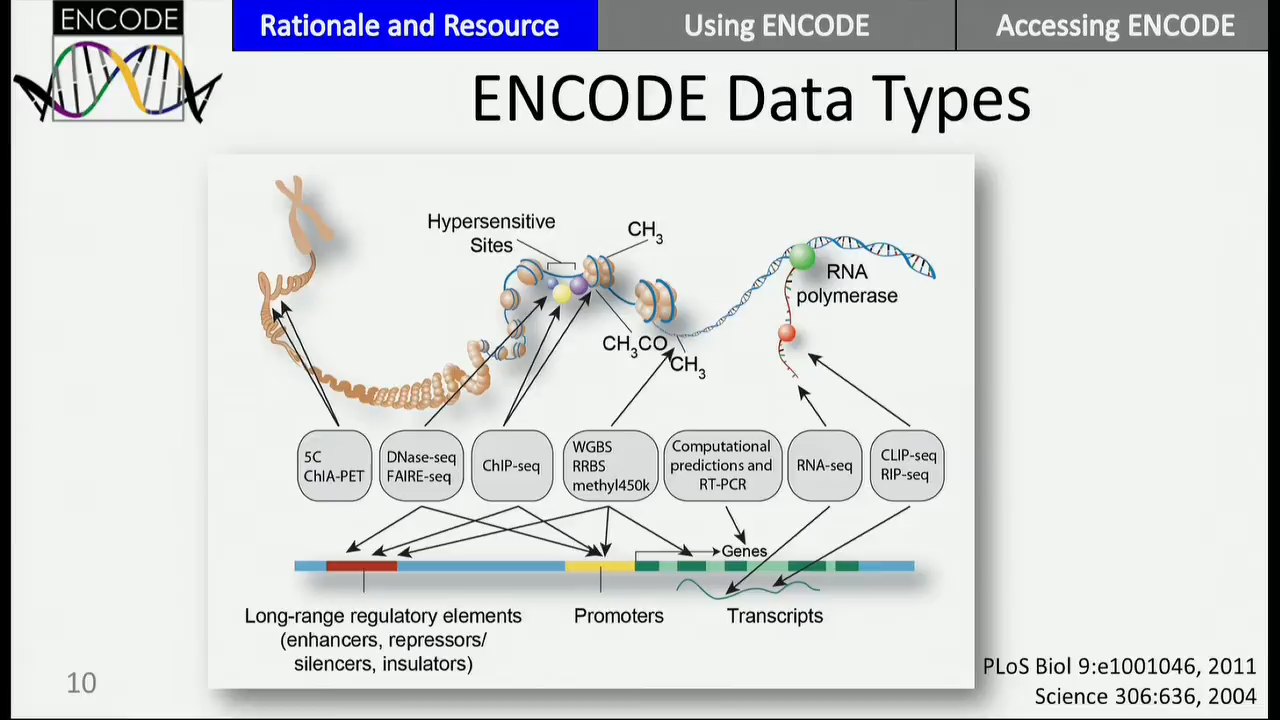 ENCODE
Rationale and Resource
Using ENCODE
Accessing ENCODE
ENCODE Data Types
Hypersensitive
Sites
CH3
RNA
polymerase
CH3CO
CH3
5C
ChIA-PET
DNase-seq
FAIRE-seq
ChIP-seq
WGBS
RRBS
methyl450k
Computational
predictions and
RT-PCR
RNA-seq
CLIP-seq
RIP-seq
Genes
Long-range regulatory elements
(enhancers, repressors/
silencers, insulators)
Promoters
Transcripts
10
PLoS Biol 9:e1001046, 2011
Science 306:636, 2004